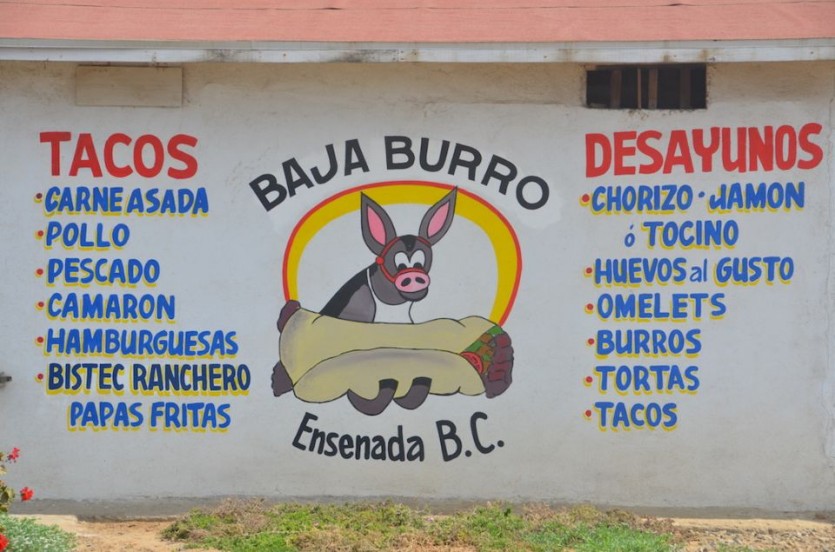 TACOS
• CARNE ASADA
• POLLO
• PESCADO
• CAMARON
• HAMBURGUESAS
• BISTEC RANCHERO
PAPAS FRITAS
BAJA BURRO
Ensenada B.C.
DESAYUNOS
• CHORIZO • JAMON
ó TOCINO
• HUEVOS al GUSTO
• OMELETS
• BURROS
• TORTAS
• TACOS